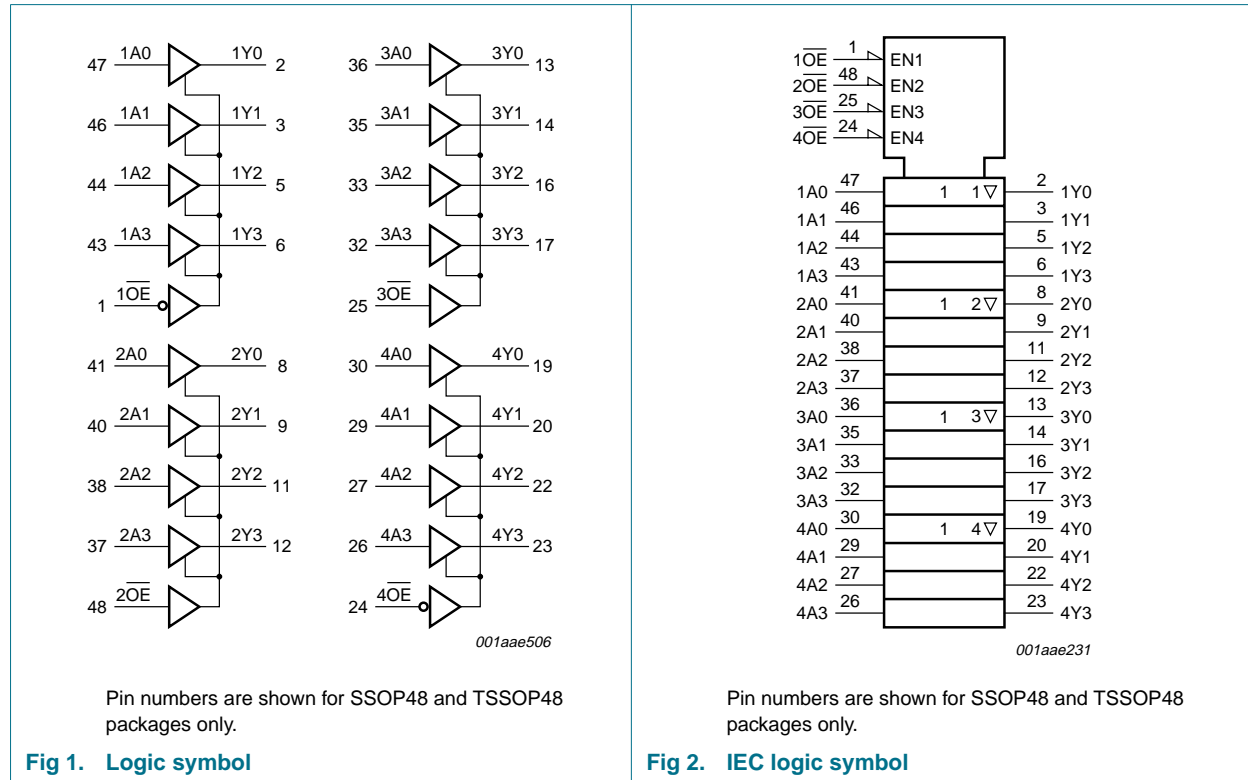 47 1A0 1Y0 2
46 1A1 1Y1 3
44 1A2 1Y2 5
43 1A3 1Y3 6
1 1OE
41 2A0 2Y0 8
40 2A1 2Y1 9
38 2A2 2Y2 11
37 2A3 2Y3 12
48 2OE
36 3A0 3Y0 13
35 3A1 3Y1 14
33 3A2 3Y2 16
32 3A3 3Y3 17
25 3OE
30 4A0 4Y0 19
29 4A1 4Y1 20
27 4A2 4Y2 22
26 4A3 4Y3 23
24 4OE
001aae506
Pin numbers are shown for SSOP48 and TSSOP48
packages only.
Fig 1. Logic symbol
1OE 1 EN1
2OE 48 EN2
3OE 25 EN3
4OE 24 EN4
1A0 47 1 1▽ 2 1Y0
1A1 46 3 1Y1
1A2 44 5 1Y2
1A3 43 6 1Y3
2A0 41 1 2▽ 8 2Y0
2A1 40 9 2Y1
2A2 38 11 2Y2
2A3 37 12 2Y3
3A0 36 1 3▽ 13 3Y0
3A1 35 14 3Y1
3A2 33 16 3Y2
3A3 32 17 3Y3
4A0 30 1 4▽ 19 4Y0
4A1 29 20 4Y1
4A2 27 22 4Y2
4A3 26 23 4Y3
001aae231
Pin numbers are shown for SSOP48 and TSSOP48
packages only.
Fig 2. IEC logic symbol